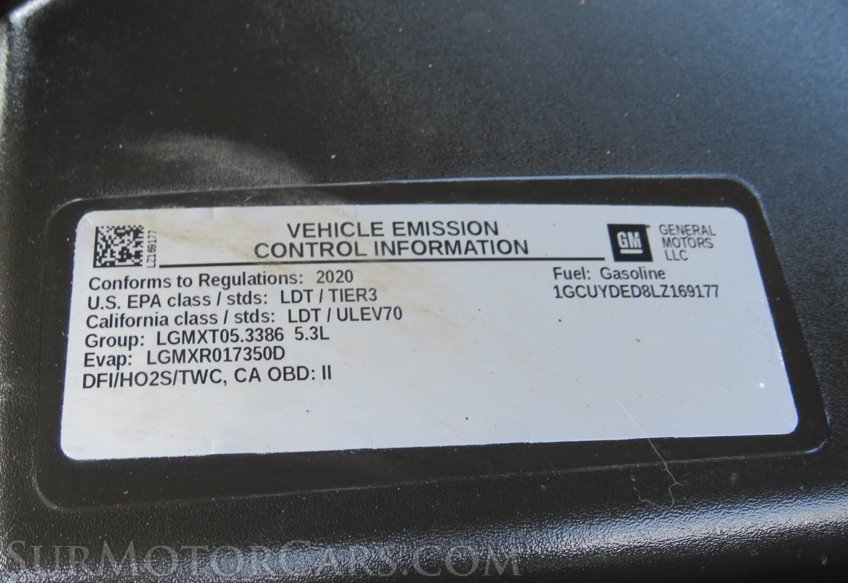 LZ169177
VEHICLE EMISSION
CONTROL INFORMATION
GM
GENERAL
MOTORS
LLC
Conforms to Regulations: 2020
U.S. EPA class / stds: LDT / TIER3
California class / stds: LDT / ULEV70
Group: LGMXT05.3386 5.3L
Evap: LGMXR017350D
DFI/HO2S/TWC, CA OBD: II
Fuel: Gasoline
1GCUYDED8LZ169177
SurMotorCars.com